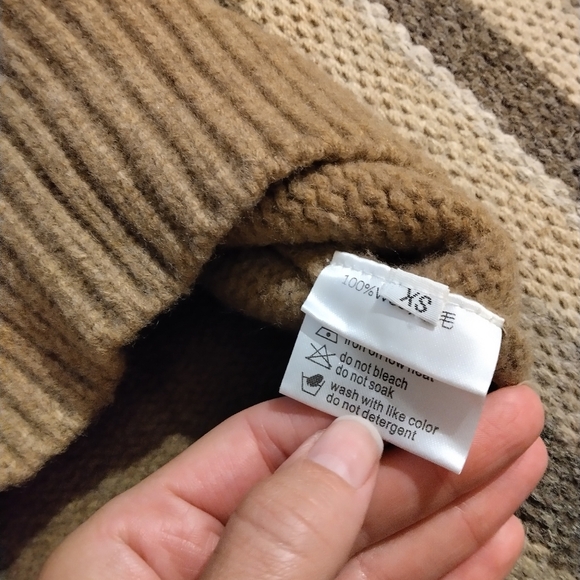 100%
XS
毛
iron on low heat
do not bleach
do not soak
wash with like color
do not detergent